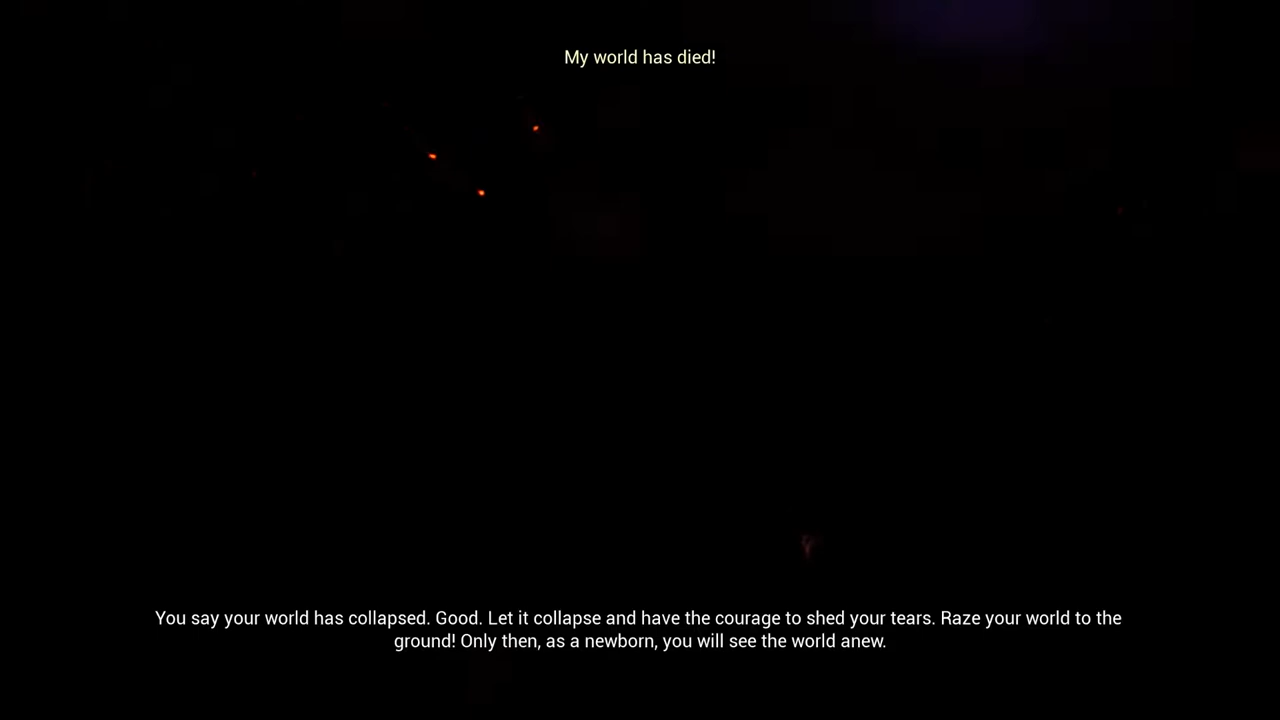 My world has died!
You say your world has collapsed. Good. Let it collapse and have the courage to shed your tears. Raze your world to the
ground! Only then, as a newborn, you will see the world anew.